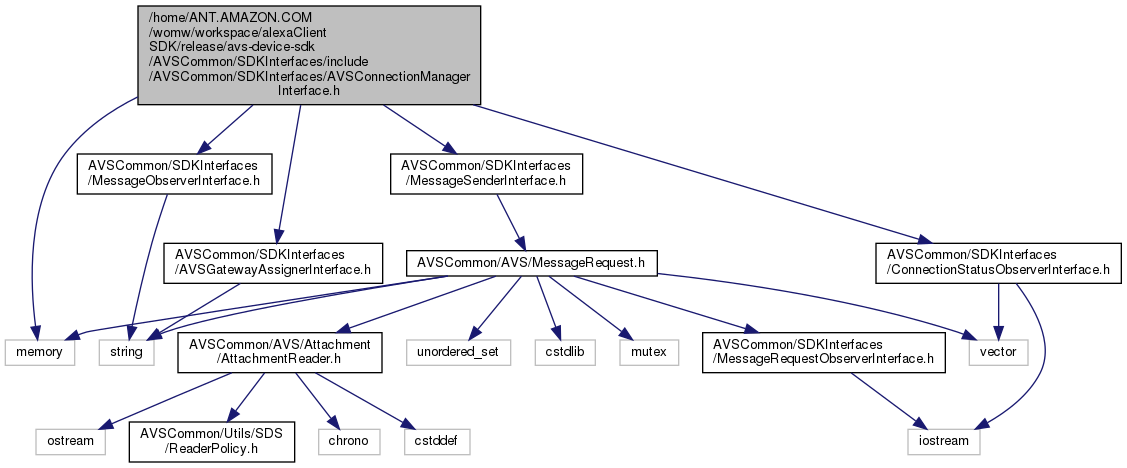 /home/ANT.AMAZON.COM
/womw/workspace/alexaClient
SDK/release/avs-device-sdk
/AVSCommon/SDKInterfaces/include
/AVSCommon/SDKInterfaces/AVSConnectionManager
Interface.h
AVSCommon/SDKInterfaces
/MessageObserverInterface.h
AVSCommon/SDKInterfaces
/MessageSenderInterface.h
AVSCommon/SDKInterfaces
/AVSGatewayAssignerInterface.h
AVSCommon/AVS/MessageRequest.h
AVSCommon/SDKInterfaces
/ConnectionStatusObserverInterface.h
memory
string
AVSCommon/AVS/Attachment
/AttachmentReader.h
unordered_set
cstdlib
mutex
AVSCommon/SDKInterfaces
/MessageRequestObserverInterface.h
vector
ostream
AVSCommon/Utils/SDS
/ReaderPolicy.h
chrono
cstddef
iostream